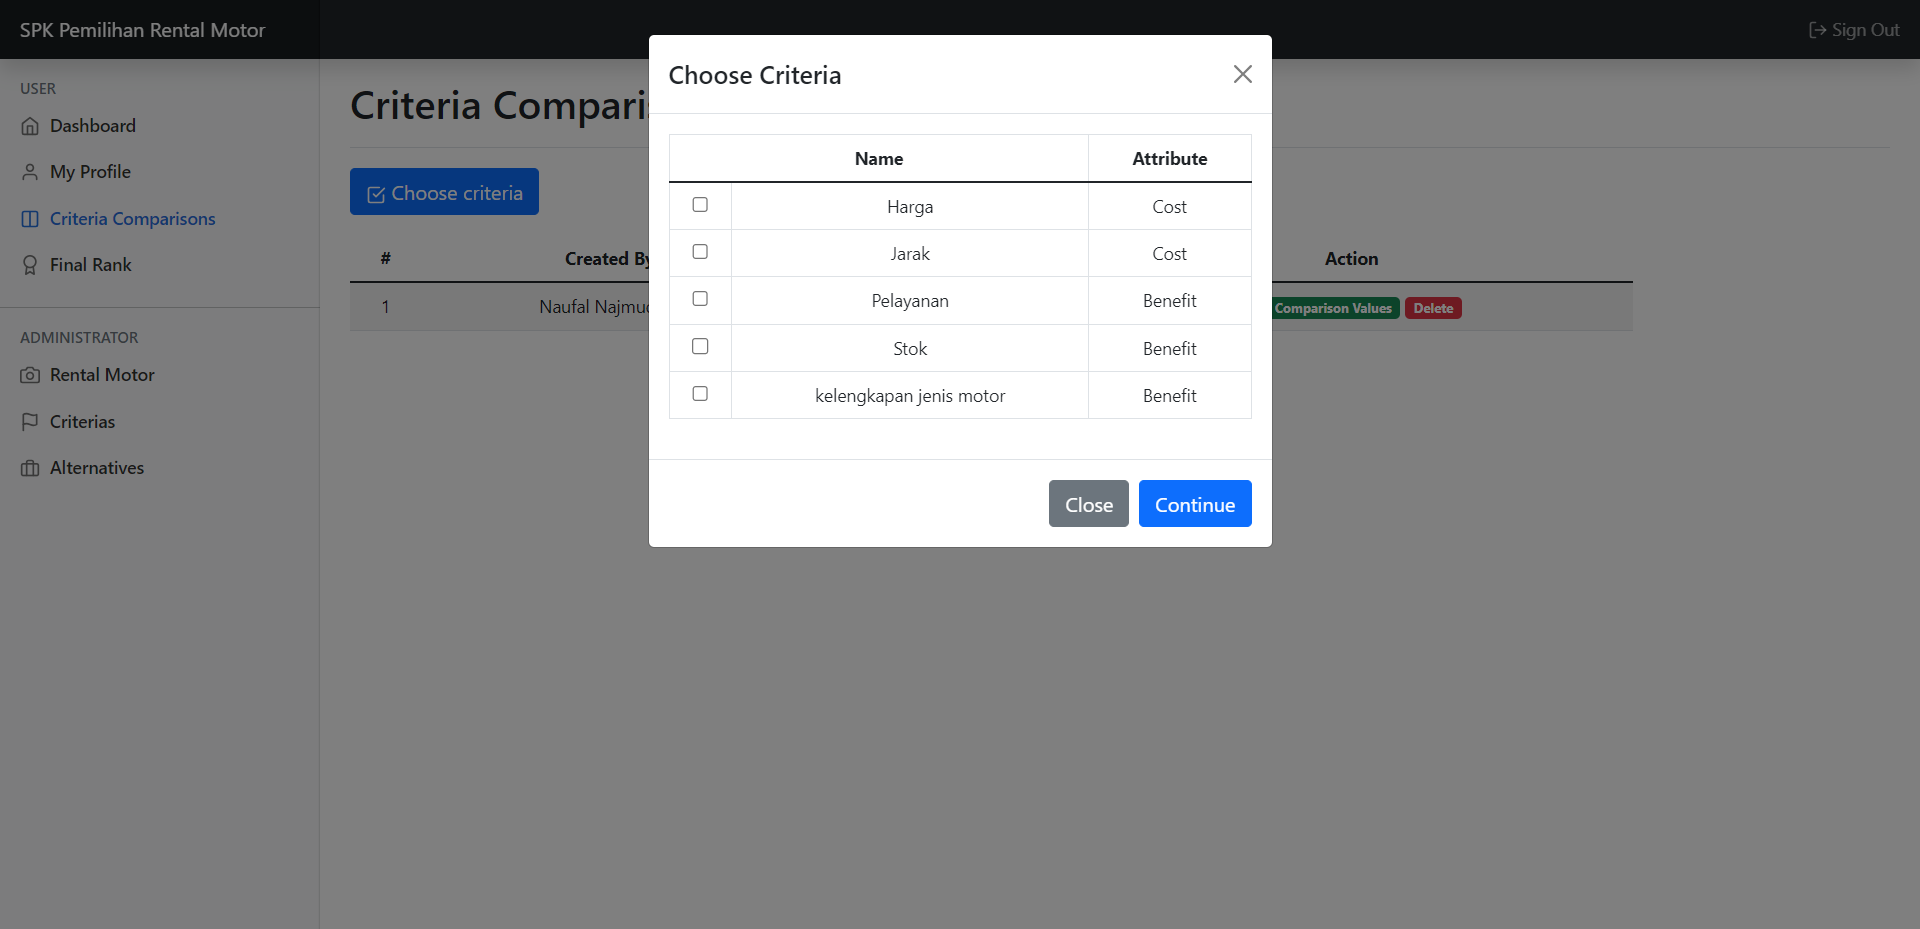 SPK Pemilihan Rental Motor
Sign Out
USER
Dashboard
My Profile
Criteria Comparisons
Final Rank
ADMINISTRATOR
Rental Motor
Criterias
Alternatives
Criteria Compari
Choose criteria
# Created By Action
1 Naufal Comparison Values Delete
Choose Criteria
Name Attribute
Harga Cost
Jarak Cost
Pelayanan Benefit
Stok Benefit
kelengkapan jenis motor Benefit
Close Continue